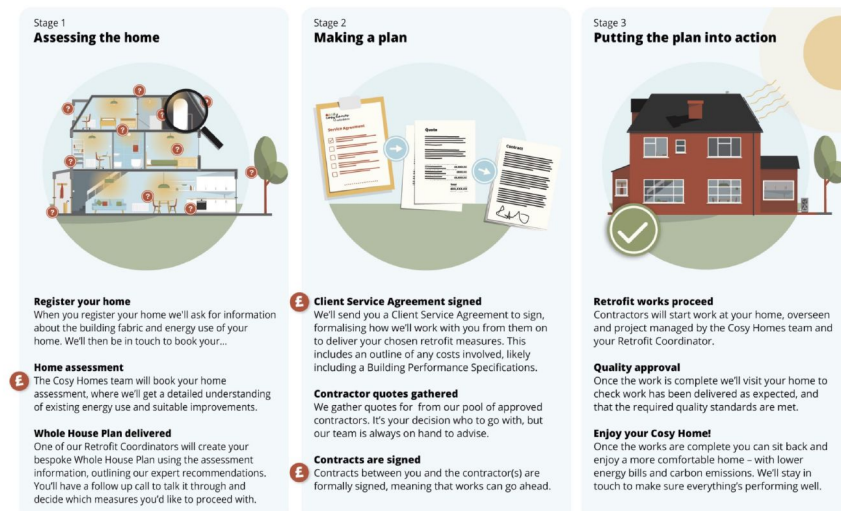 Stage 1
Assessing the home
?
?
?
?
?
?
?
?
?
?
Register your home
When you register your home we'll ask for information
about the building fabric and energy use of your
home. We'll then be in touch to book your...
£
Home assessment
The Cosy Homes team will book your home
assessment, where we'll get a detailed understanding
of existing energy use and suitable improvements.
Whole House Plan delivered
One of our Retrofit Coordinators will create your
bespoke Whole House Plan using the assessment
information, outlining our expert recommendations.
You'll have a follow up call to talk it through and
decide which measures you'd like to proceed with.
Stage 2
Making a plan
Service Agreement
Quote
Contract
£
Client Service Agreement signed
We'll send you a Client Service Agreement to sign,
formalising how we'll work with you from them on
to deliver your chosen retrofit measures. This
includes an outline of any costs involved, likely
including a Building Performance Specifications.
Contractor quotes gathered
We gather quotes for from our pool of approved
contractors. It's your decision who to go with, but
our team is always on hand to advise.
£
Contracts are signed
Contracts between you and the contractor(s) are
formally signed, meaning that works can go ahead.
Stage 3
Putting the plan into action
Retrofit works proceed
Contractors will start work at your home, overseen
and project managed by the Cosy Homes team and
your Retrofit Coordinator.
Quality approval
Once the work is complete we'll visit your home to
check work has been delivered as expected, and
that the required quality standards are met.
Enjoy your Cosy Home!
Once the works are complete you can sit back and
enjoy a more comfortable home – with lower
energy bills and carbon emissions. We'll stay in
touch to make sure everything's performing well.